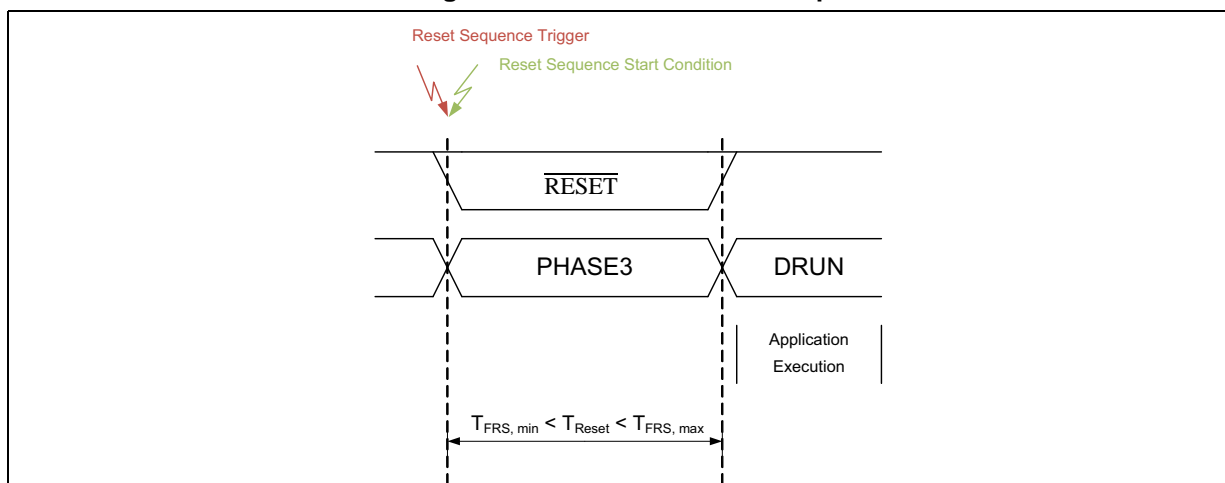 Reset Sequence Trigger
Reset Sequence Start Condition
RESET
PHASE3 DRUN
Application
Execution
TFRS, min < TReset < TFRS, max